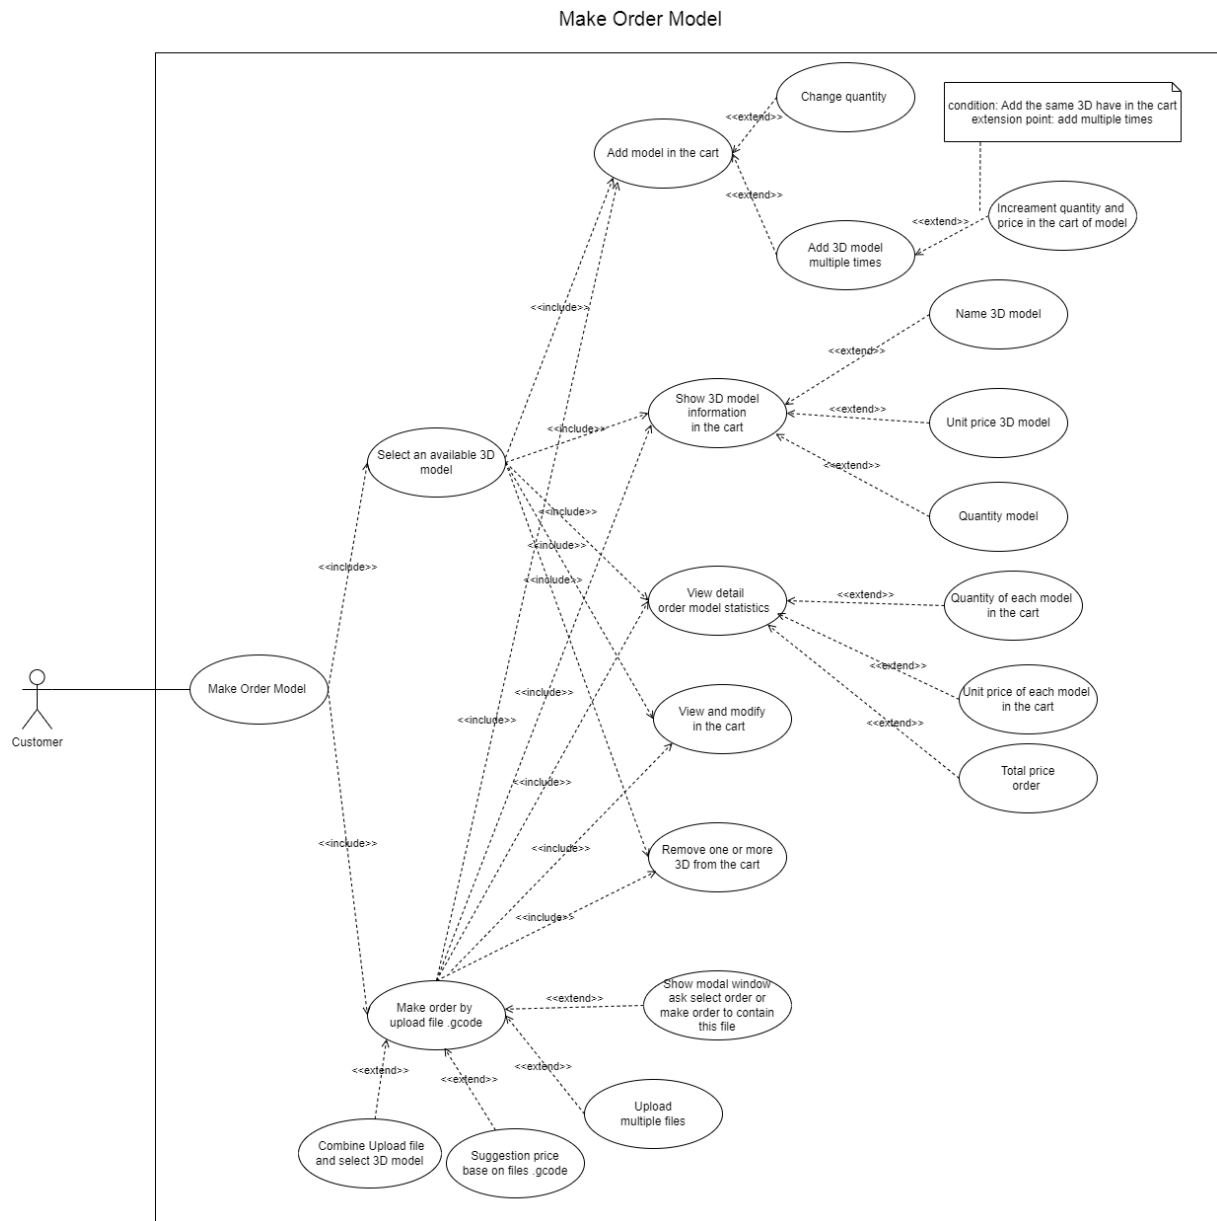 Make Order Model
Change quantity
condition: Add the same 3D have in the cart
extension point: add multiple times
<<extend>>
Add model in the cart
<<extend>>
Increament quantity and
price in the cart of model
<<extend>>
Add 3D model
multiple times
<<include>>
Name 3D model
<<extend>>
Show 3D model
information
in the cart
<<extend>>
Unit price 3D model
<<include>>
Select an available 3D
model
<<extend>>
<<include>>
Quantity model
<<include>>
<<include>>
<<include>>
View detail
order model statistics
<<extend>>
Quantity of each model
in the cart
<<extend>>
Unit price of each model
in the cart
Make Order Model
<<include>>
<<include>>
View and modify
in the cart
<<extend>>
Customer
Total price
order
<<include>>
<<include>>
<<include>>
Remove one or more
3D from the cart
<<include>>
Make order by
upload file .gcode
<<extend>>
Show modal window
ask select order or
make order to contain
this file
<<extend>>
<<extend>>
<<extend>>
Upload
multiple files
Combine Upload file
and select 3D model
Suggestion price
base on files .gcode